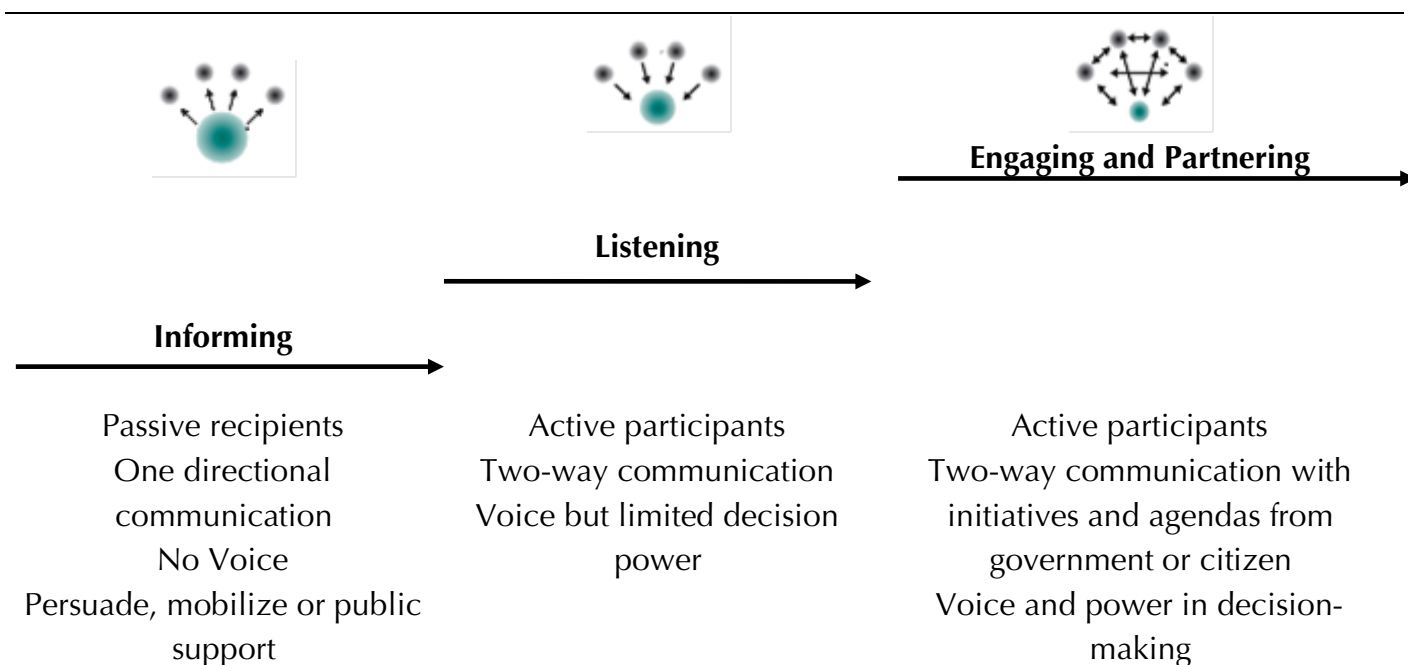 Engaging and Partnering
Listening
Informing
Passive recipients
One directional
communication
No Voice
Persuade, mobilize or public
support
Active participants
Two-way communication
Voice but limited decision
power
Active participants
Two-way communication with
initiatives and agendas from
government or citizen
Voice and power in decision-
making